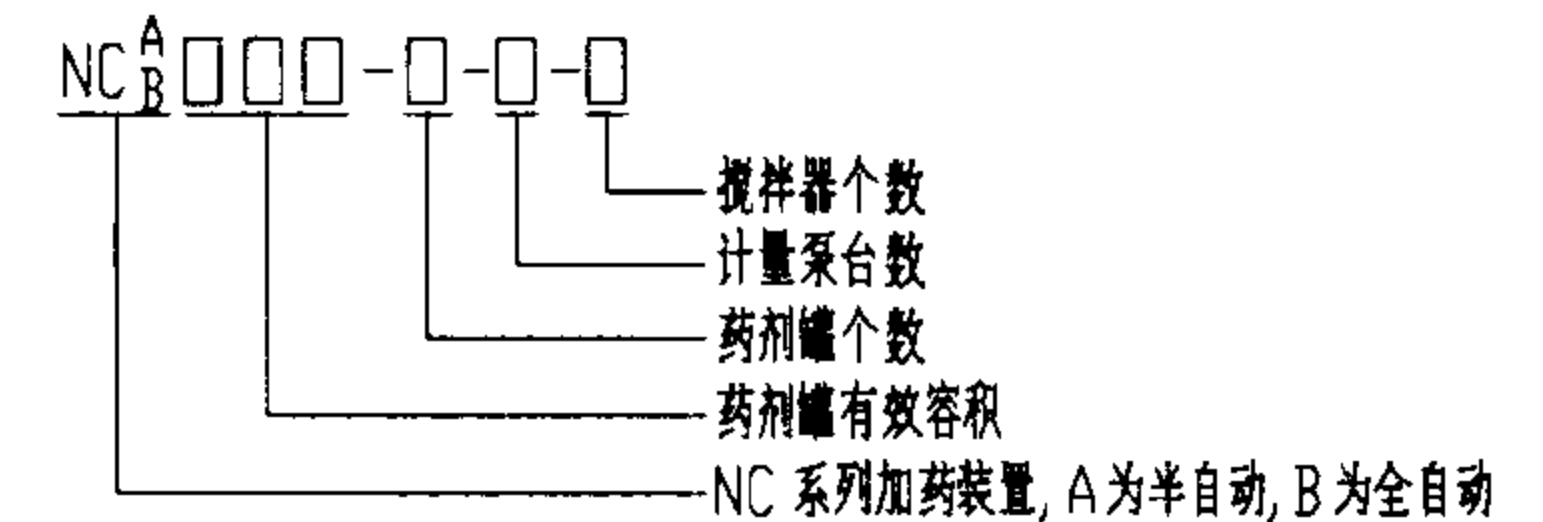 NC A/B □□□-□-□-□
搅拌器个数
计量泵台数
药剂罐个数
药剂罐有效容积
NC 系列加药装置, A为半自动, B为全自动